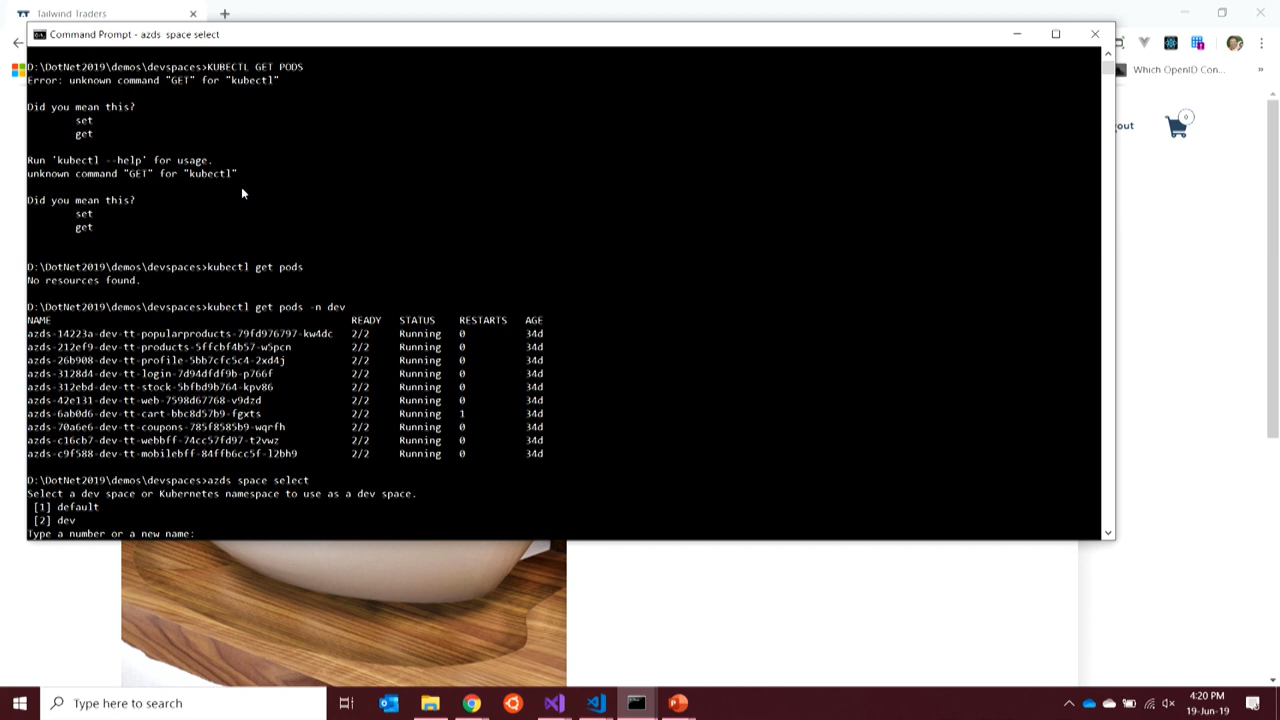 Tailwind Traders
Command Prompt - azds  space select
Which OpenID Con...
D:\DotNet2019\demos\devspaces>KUBECTL GET PODS
Error: unknown command "GET" for "kubectl"
Did you mean this?
set
get
Run 'kubectl --help' for usage.
unknown command "GET" for "kubectl"
Did you mean this?
set
get
D:\DotNet2019\demos\devspaces>kubectl get pods
No resources found.
D:\DotNet2019\demos\devspaces>kubectl get pods -n dev
NAME READY STATUS RESTARTS AGE
azds-14223a-dev-tt-popularproducts-79fd976797-kw4dc 2/2 Running 0 34d
azds-212ef9-dev-tt-products-5ffcbf4b57-w5pcn 2/2 Running 0 34d
azds-26b908-dev-tt-profile-5bb7cfc5c4-2xd4j 2/2 Running 0 34d
azds-3128d4-dev-tt-login-7d94dfdf9b-p766f 2/2 Running 0 34d
azds-312ebd-dev-tt-stock-5bfbd9b764-kpv86 2/2 Running 0 34d
azds-42e131-dev-tt-web-7598d67768-v9dzd 2/2 Running 0 34d
azds-6ab0d6-dev-tt-cart-bbc8d57b9-fgxts 2/2 Running 1 34d
azds-70a6e6-dev-tt-coupons-785f8585b9-wqrfh 2/2 Running 0 34d
azds-c16cb7-dev-tt-webbff-74cc57fd97-t2vwz 2/2 Running 0 34d
azds-c9f588-dev-tt-mobilebff-84ffb6cc5f-l2bh9 2/2 Running 0 34d
D:\DotNet2019\demos\devspaces>azds space select
Select a dev space or Kubernetes namespace to use as a dev space.
[1] default
[2] dev
Type a number or a new name:
out
0
Type here to search
4:20 PM
19-Jun-19